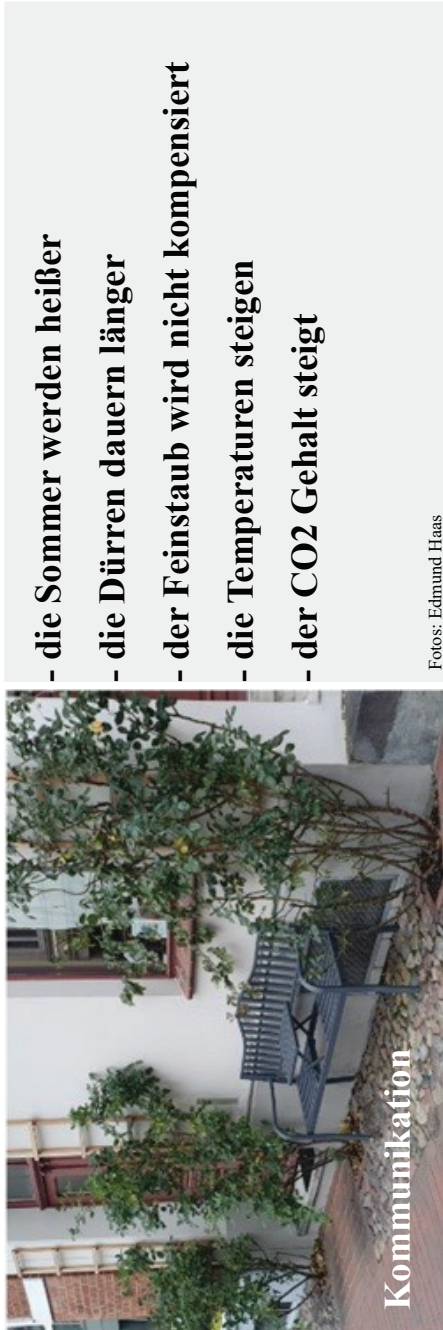 Kommunikation
- die Sommer werden heißer
- die Dürren dauern länger
- der Feinstaub wird nicht kompensiert
- die Temperaturen steigen
- der CO2 Gehalt steigt
Fotos: Edmund Haas